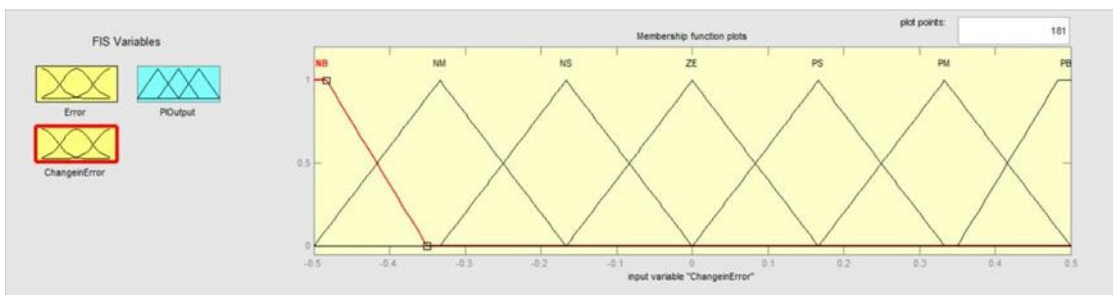 FIS Variables
Error
PIOutput
ChangeinError
plot points:
181
Membership function plots
NB NM NS ZE PS PM PB
1
0.5
0
-0.5 -0.4 -0.3 -0.2 -0.1 0 0.1 0.2 0.3 0.4 0.5
input variable "ChangeinError"